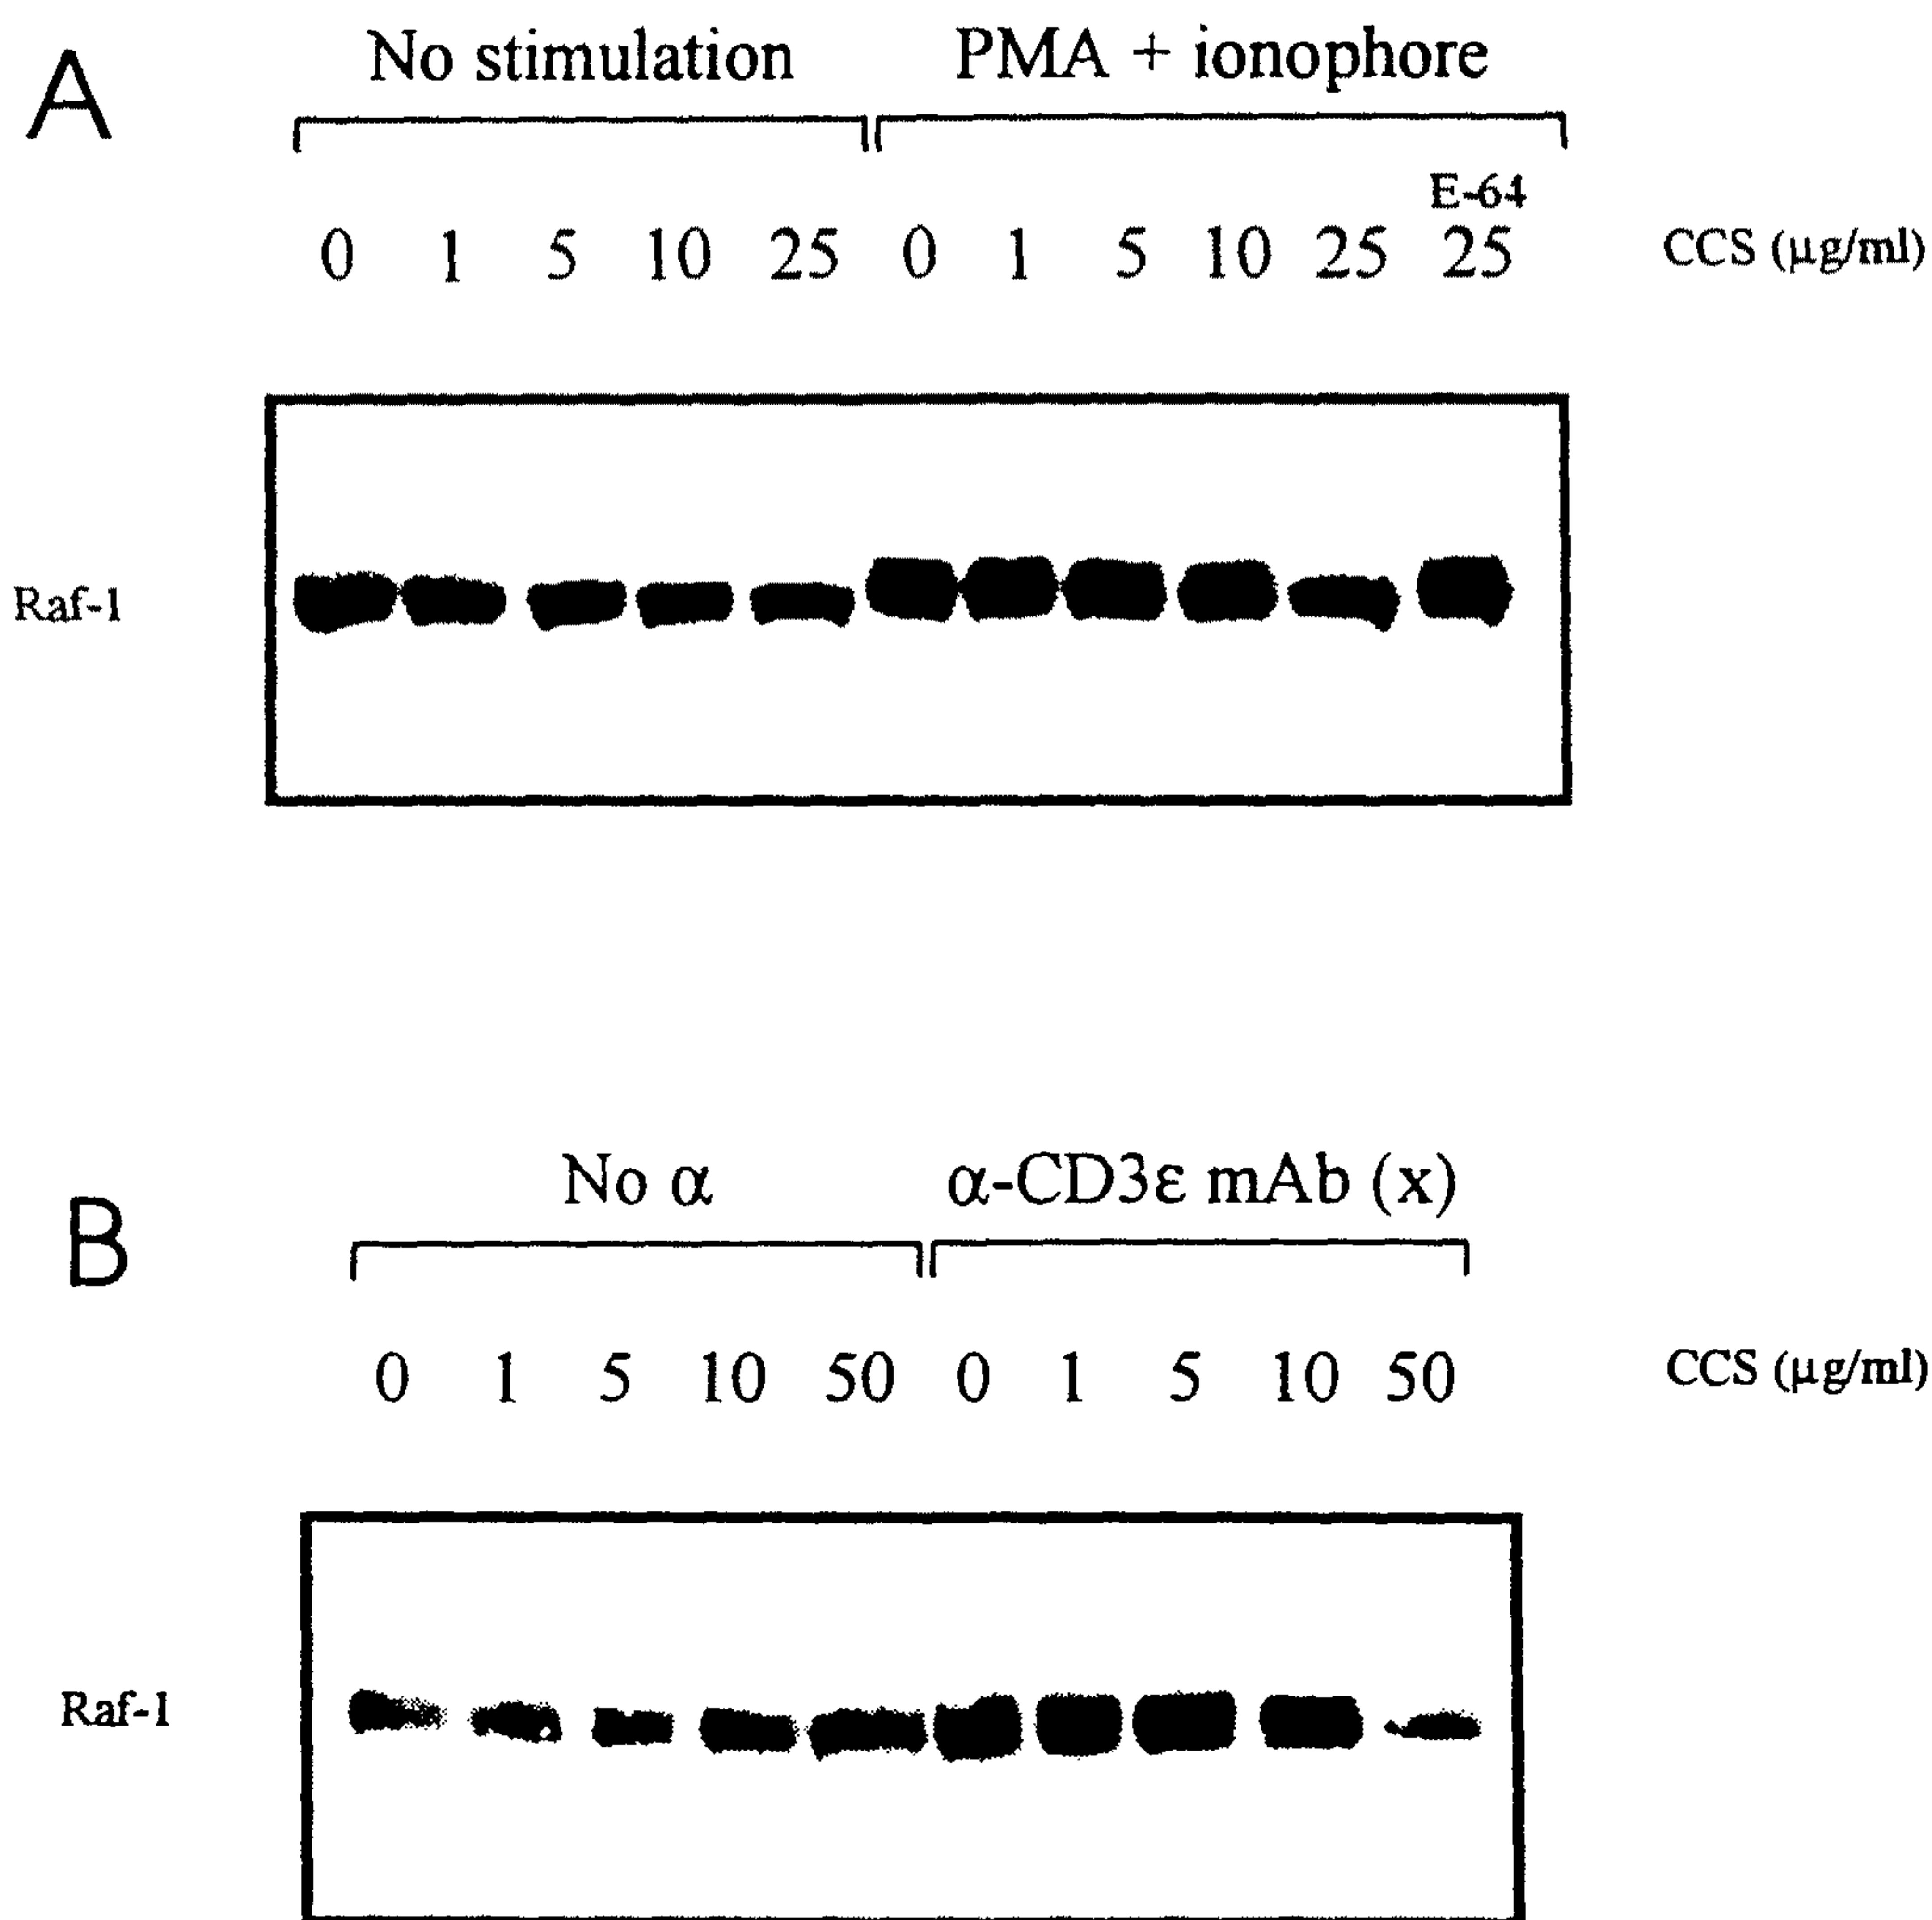 A
No stimulation PMA + ionophore
E-64
0 1 5 10 25 0 1 5 10 25 25 CCS (μg/ml)
Raf-1
B
No α α-CD3ε mAb (x)
0 1 5 10 50 0 1 5 10 50 CCS (μg/ml)
Raf-1